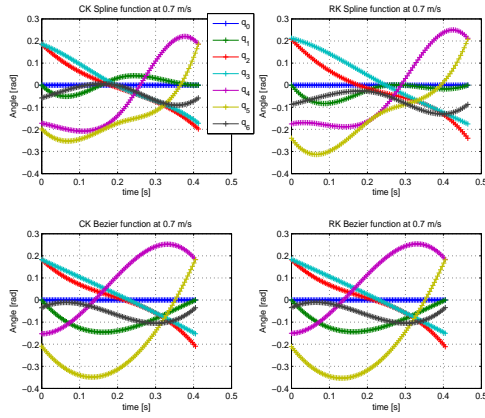 CK Spline function at 0.7 m/s
0.3
0.2
0.1
0
−0.1
−0.2
−0.3
−0.4
Angle [rad]
0 0.1 0.2 0.3 0.4 0.5
time [s]
q0
q1
q2
q3
q4
q5
q6
RK Spline function at 0.7 m/s
0.3
0.2
0.1
0
−0.1
−0.2
−0.3
−0.4
Angle [rad]
0 0.1 0.2 0.3 0.4 0.5
time [s]
CK Bezier function at 0.7 m/s
0.3
0.2
0.1
0
−0.1
−0.2
−0.3
−0.4
Angle [rad]
0 0.1 0.2 0.3 0.4 0.5
time [s]
RK Bezier function at 0.7 m/s
0.3
0.2
0.1
0
−0.1
−0.2
−0.3
−0.4
Angle [rad]
0 0.1 0.2 0.3 0.4 0.5
time [s]